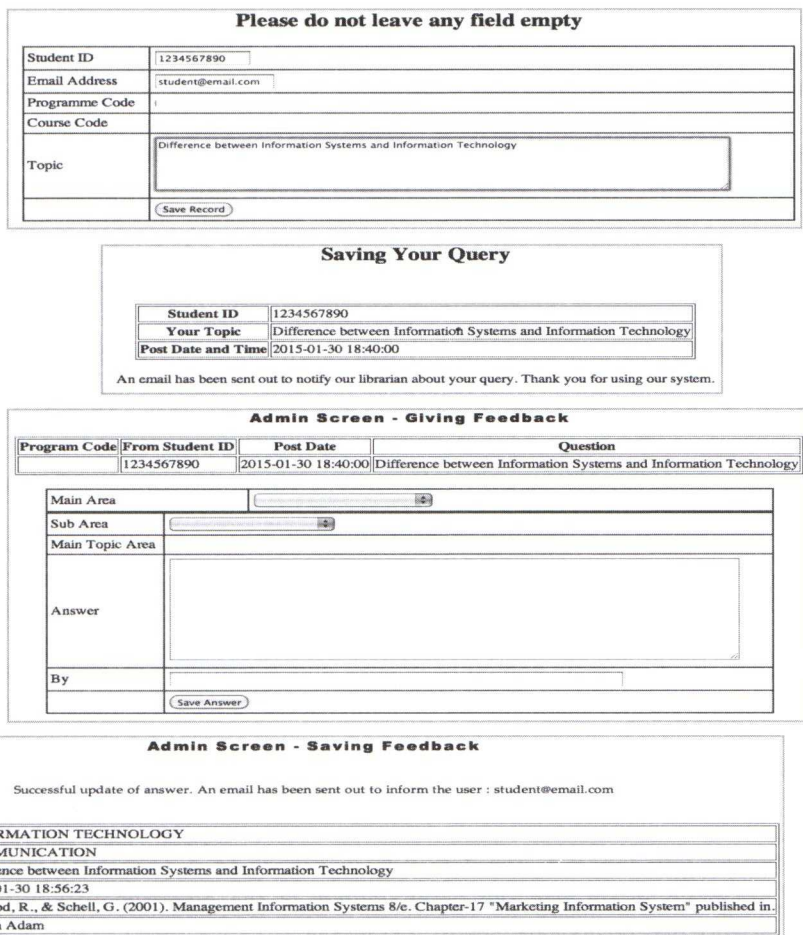 Please do not leave any field empty
Student ID 1234567890
Email Address student@email.com
Programme Code
Course Code
Topic Difference between Information Systems and Information Technology
Save Record
Saving Your Query
Student ID 1234567890
Your Topic Difference between Information Systems and Information Technology
Post Date and Time 2015-01-30 18:40:00
An email has been sent out to notify our librarian about your query. Thank you for using our system.
Admin Screen - Giving Feedback
Program Code From Student ID Post Date Question
1234567890 2015-01-30 18:40:00 Difference between Information Systems and Information Technology
Main Area
Sub Area
Main Topic Area
Answer
By
Save Answer
Admin Screen - Saving Feedback
Successful update of answer. An email has been sent out to inform the user : student@email.com
RMATION TECHNOLOGY
MUNICATION
ence between Information Systems and Information Technology
01-30 18:56:23
od, R., & Schell, G. (2001). Management Information Systems 8/e. Chapter-17 "Marketing Information System" published in.
Adam